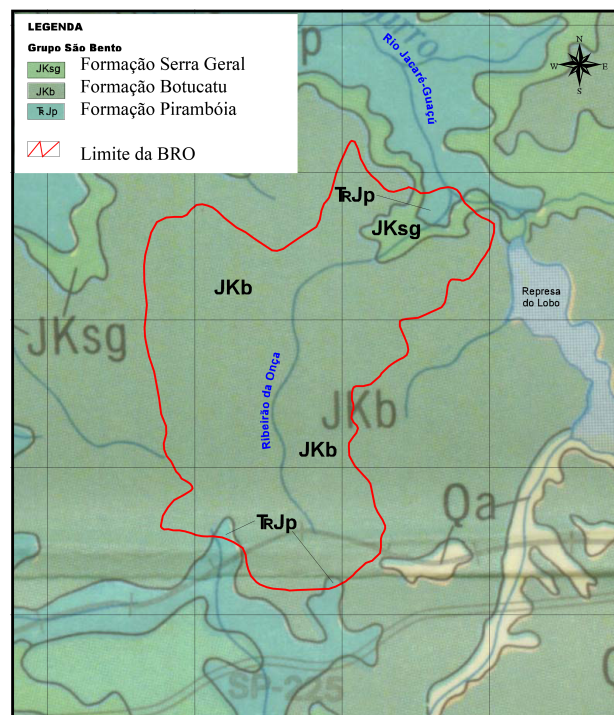 LEGENDA
Grupo São Bento
JKsg Formação Serra Geral
JKb Formação Botucatu
TRJp Formação Pirambóia
Limite da BRO
Rio Jacaré-Guaçú
N
W E
S
TRJp
JKsg
JKb
Represa
do Lobo
JKsg
Ribeirão da Onça
JKb
JKb
Qa
TRJp
SP-225